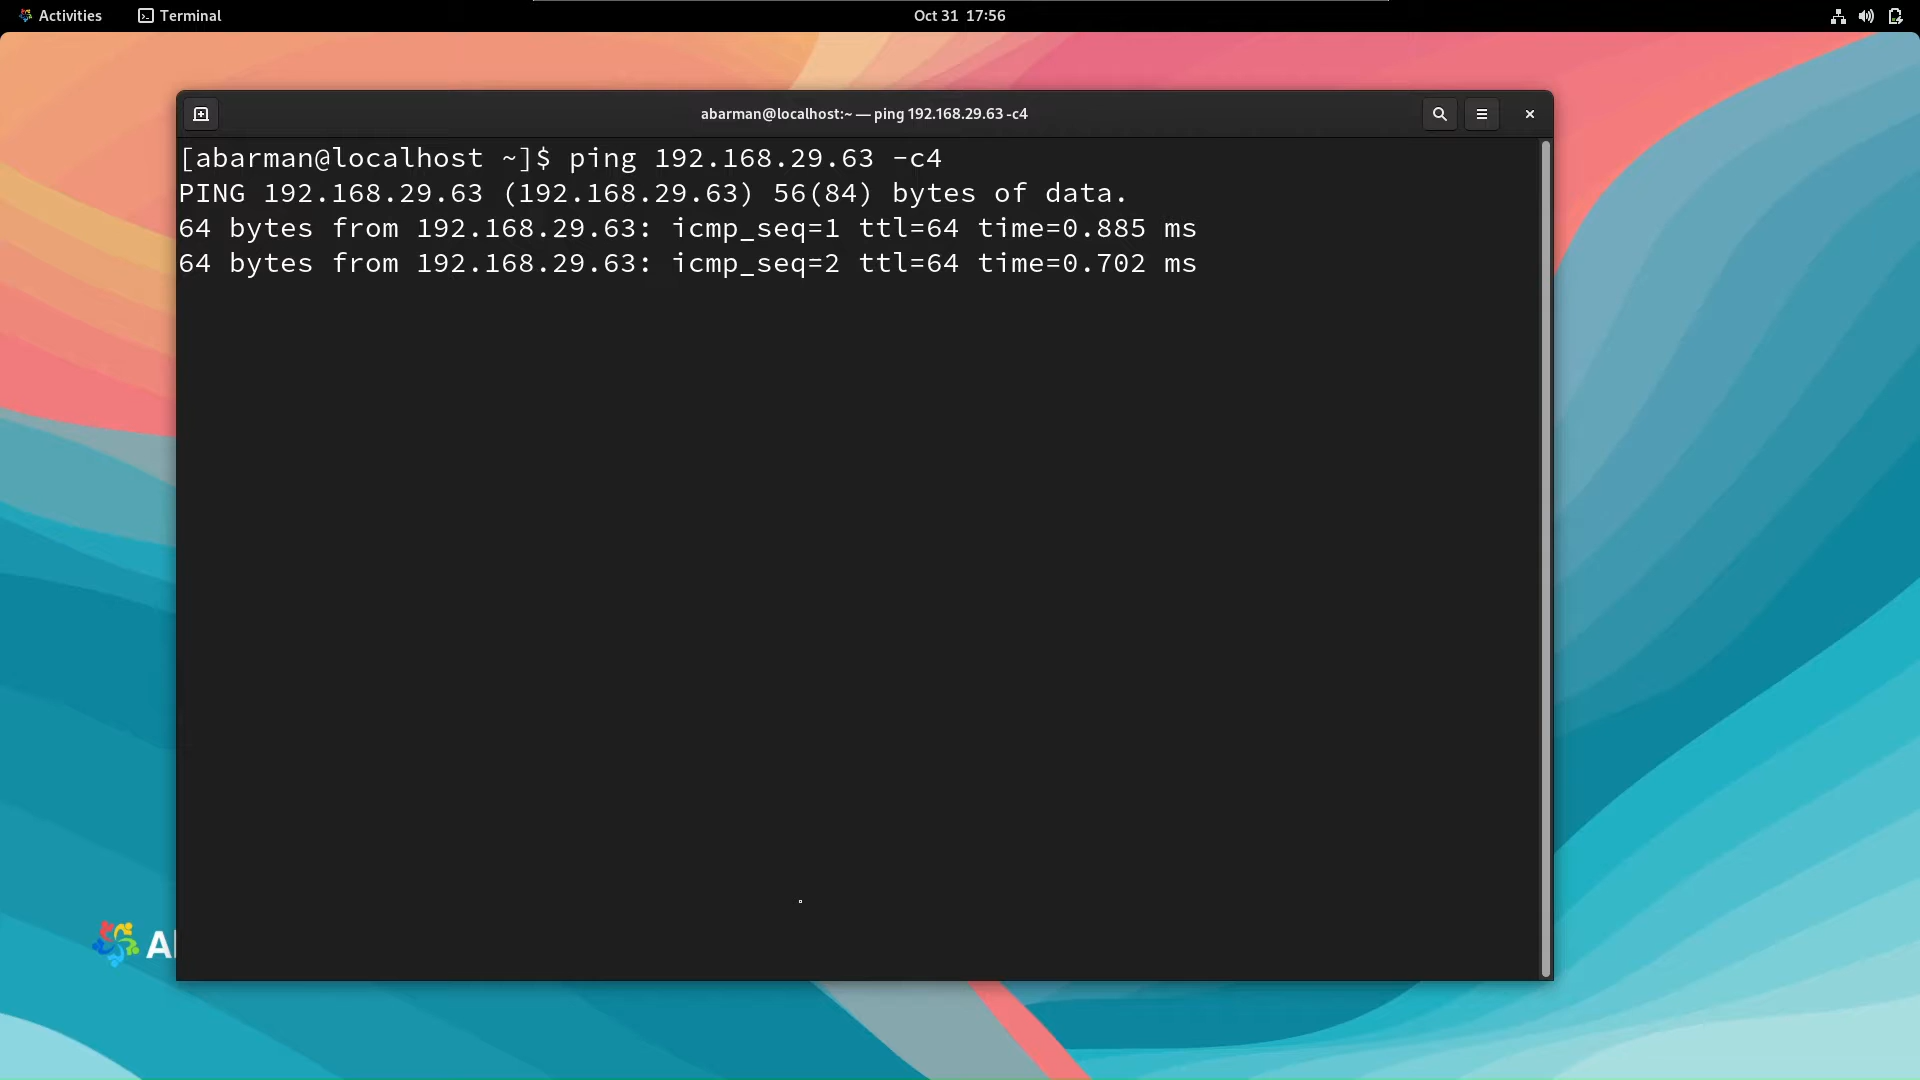 Activities Terminal Oct 31 17:56
abarman@localhost:~ — ping 192.168.29.63 -c4
[abarman@localhost ~]$ ping 192.168.29.63 -c4
PING 192.168.29.63 (192.168.29.63) 56(84) bytes of data.
64 bytes from 192.168.29.63: icmp_seq=1 ttl=64 time=0.885 ms
64 bytes from 192.168.29.63: icmp_seq=2 ttl=64 time=0.702 ms